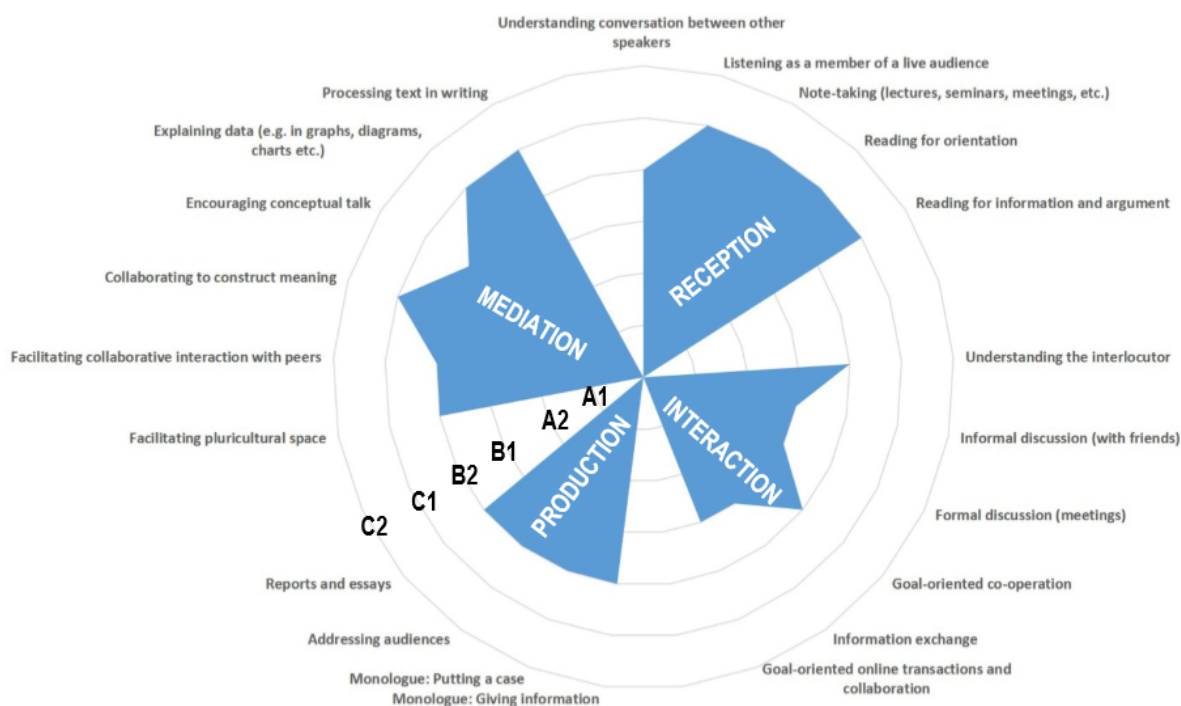 Understanding conversation between other
speakers
Listening as a member of a live audience
Processing text in writing
Note-taking (lectures, seminars, meetings, etc.)
Explaining data (e.g. in graphs, diagrams,
charts etc.)
Reading for orientation
Encouraging conceptual talk
Reading for information and argument
RECEPTION
Collaborating to construct meaning
MEDIATION
Facilitating collaborative interaction with peers
Understanding the interlocutor
A1
A2
B1
B2
C1
C2
INTERACTION
PRODUCTION
Facilitating pluricultural space
Informal discussion (with friends)
Formal discussion (meetings)
Reports and essays
Goal-oriented co-operation
Addressing audiences
Information exchange
Monologue: Putting a case
Monologue: Giving information
Goal-oriented online transactions and
collaboration